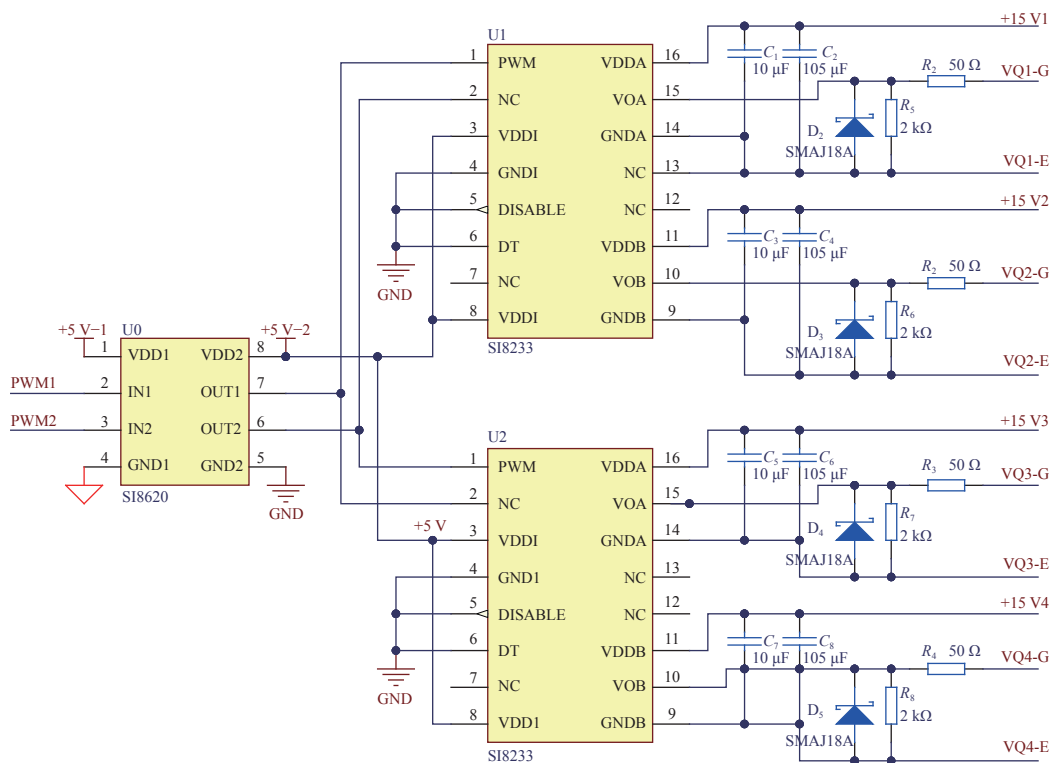 U1
+15 V1
1 PWM VDDA 16
C1 C2
10 μF 105 μF
R2 50 Ω VQ1-G
2 NC VOA 15
D2 R5
2 kΩ
SMAJ18A
3 VDDI GNDA 14
4 GNDI NC 13
VQ1-E
5 DISABLE NC 12
+15 V2
6 DT VDDB 11
C3 C4
10 μF 105 μF
GND
7 NC VOB 10
R2 50 Ω VQ2-G
8 VDDI GNDB 9
D3 R6
2 kΩ
SMAJ18A
SI8233
VQ2-E
+5 V−1 U0 +5 V−2
1 VDD1 VDD2 8
PWM1 2 IN1 OUT1 7
PWM2 3 IN2 OUT2 6
4 GND1 GND2 5
SI8620
GND
U2
+15 V3
1 PWM VDDA 16
C5 C6
10 μF 105 μF
R3 50 Ω VQ3-G
2 NC VOA 15
D4 R7
2 kΩ
SMAJ18A
+5 V
3 VDDI GNDA 14
4 GND1 NC 13
VQ3-E
5 DISABLE NC 12
+15 V4
6 DT VDDB 11
C7 C8
10 μF 105 μF
GND
7 NC VOB 10
R4 50 Ω VQ4-G
8 VDD1 GNDB 9
D5 R8
2 kΩ
SMAJ18A
SI8233
VQ4-E